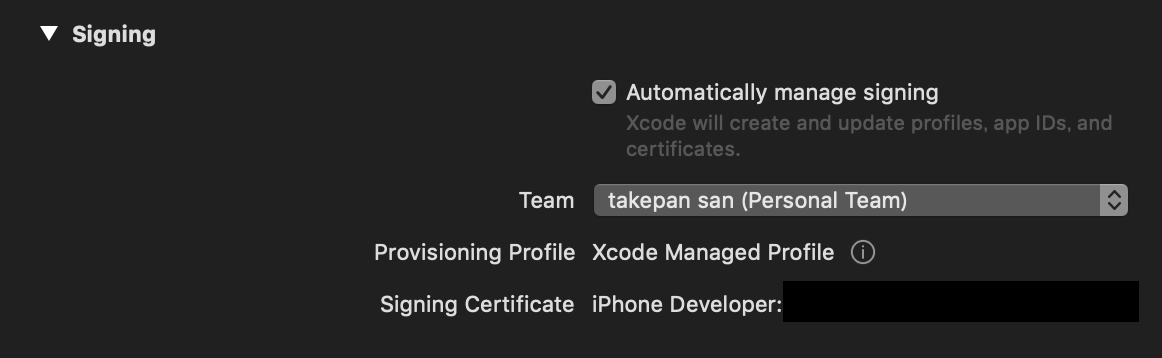 Signing
Automatically manage signing
Xcode will create and update profiles, app IDs, and
certificates.
Team takepan san (Personal Team)
Provisioning Profile Xcode Managed Profile
Signing Certificate iPhone Developer: